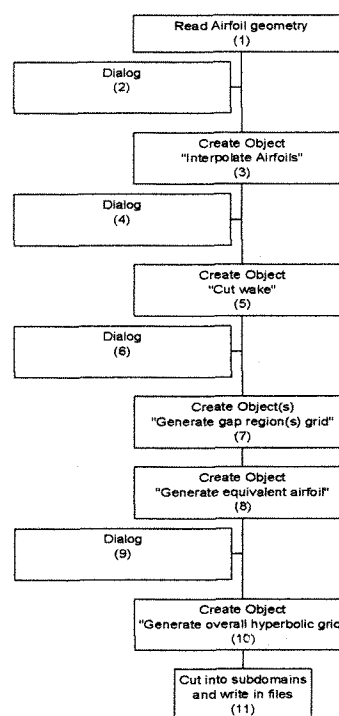 Read Airfoil geometry
(1)
Dialog
(2)
Create Object
"Interpolate Airfoils"
(3)
Dialog
(4)
Create Object
"Cut wake"
(5)
Dialog
(6)
Create Object(s)
"Generate gap region(s) grid"
(7)
Create Object
"Generate equivalent airfoil"
(8)
Dialog
(9)
Create Object
"Generate overall hyperbolic grid
(10)
Cut into subdomains
and write in files
(11)